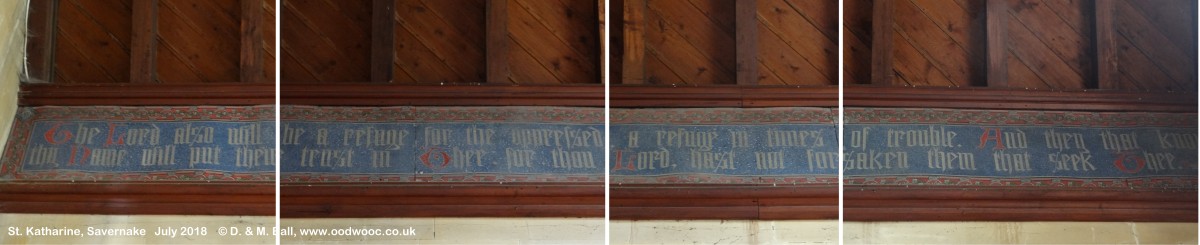 The Lord also will be a refuge for the oppressed a refuge in times of trouble. And they that know
thy Name will put their trust in Thee for thou Lord. hast not forsaken them that seek Thee.
St. Katharine, Savernake July 2018 © D. & M. Ball, www.oodwooc.co.uk